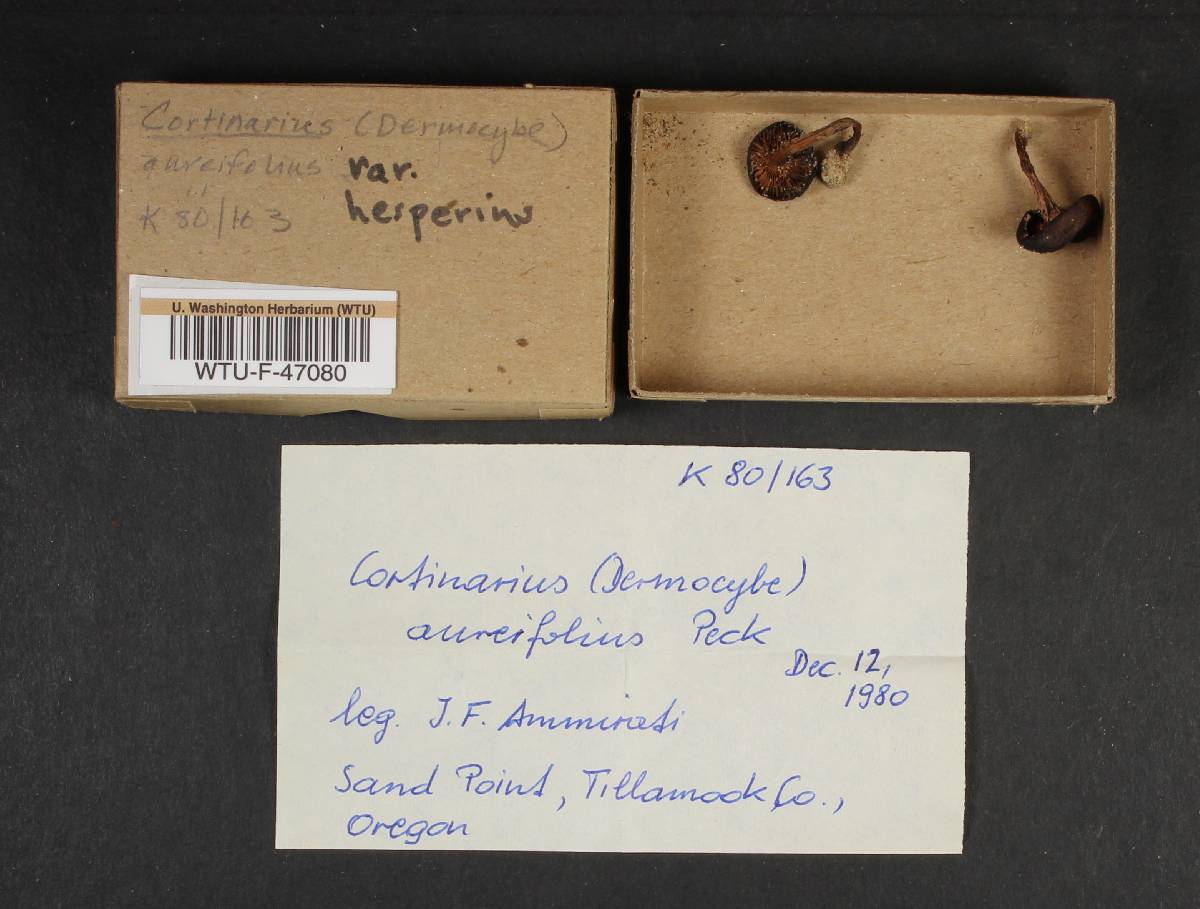 Cortinarius (Dermocybe)
aureifolius var.
K 80/163 hesperius
U. Washington Herbarium (WTU)
WTU-F-47080
K 80/163
Cortinarius (Dermocybe)
aureifolius Peck
Dec. 12,
1980
leg. J.F. Ammirati
Sand Point, Tillamook Co.,
Oregon